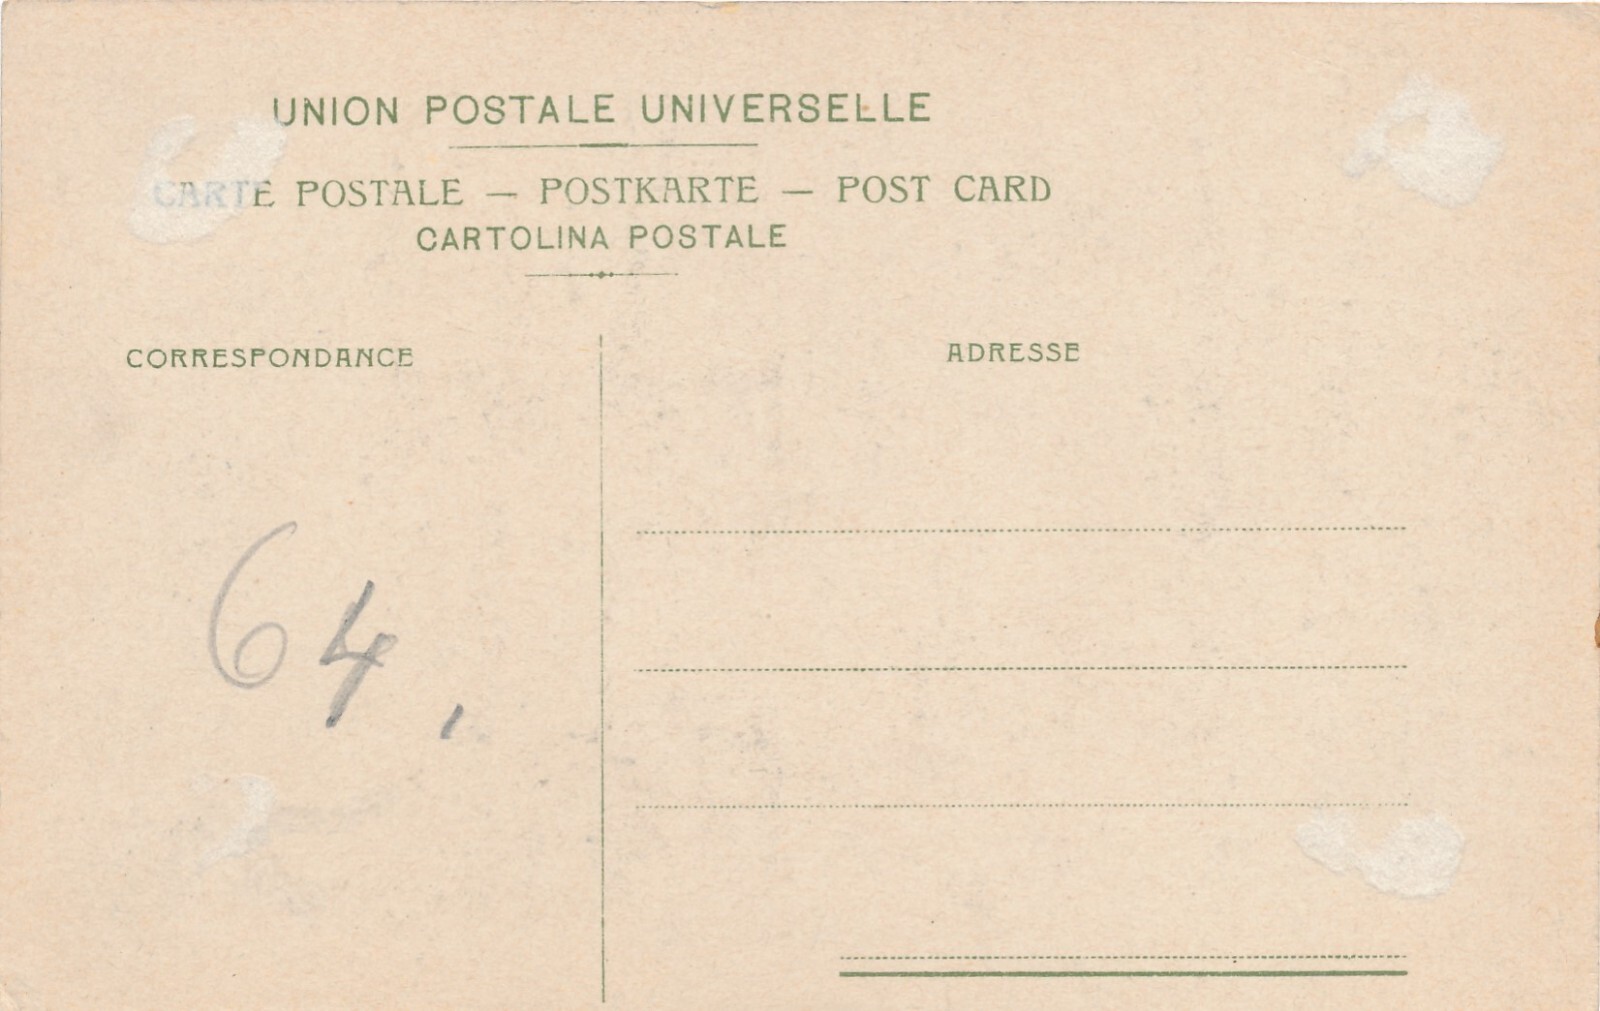 UNION POSTALE UNIVERSELLE
CARTE POSTALE — POSTKARTE — POST CARD
CARTOLINA POSTALE
CORRESPONDANCE
ADRESSE
64.